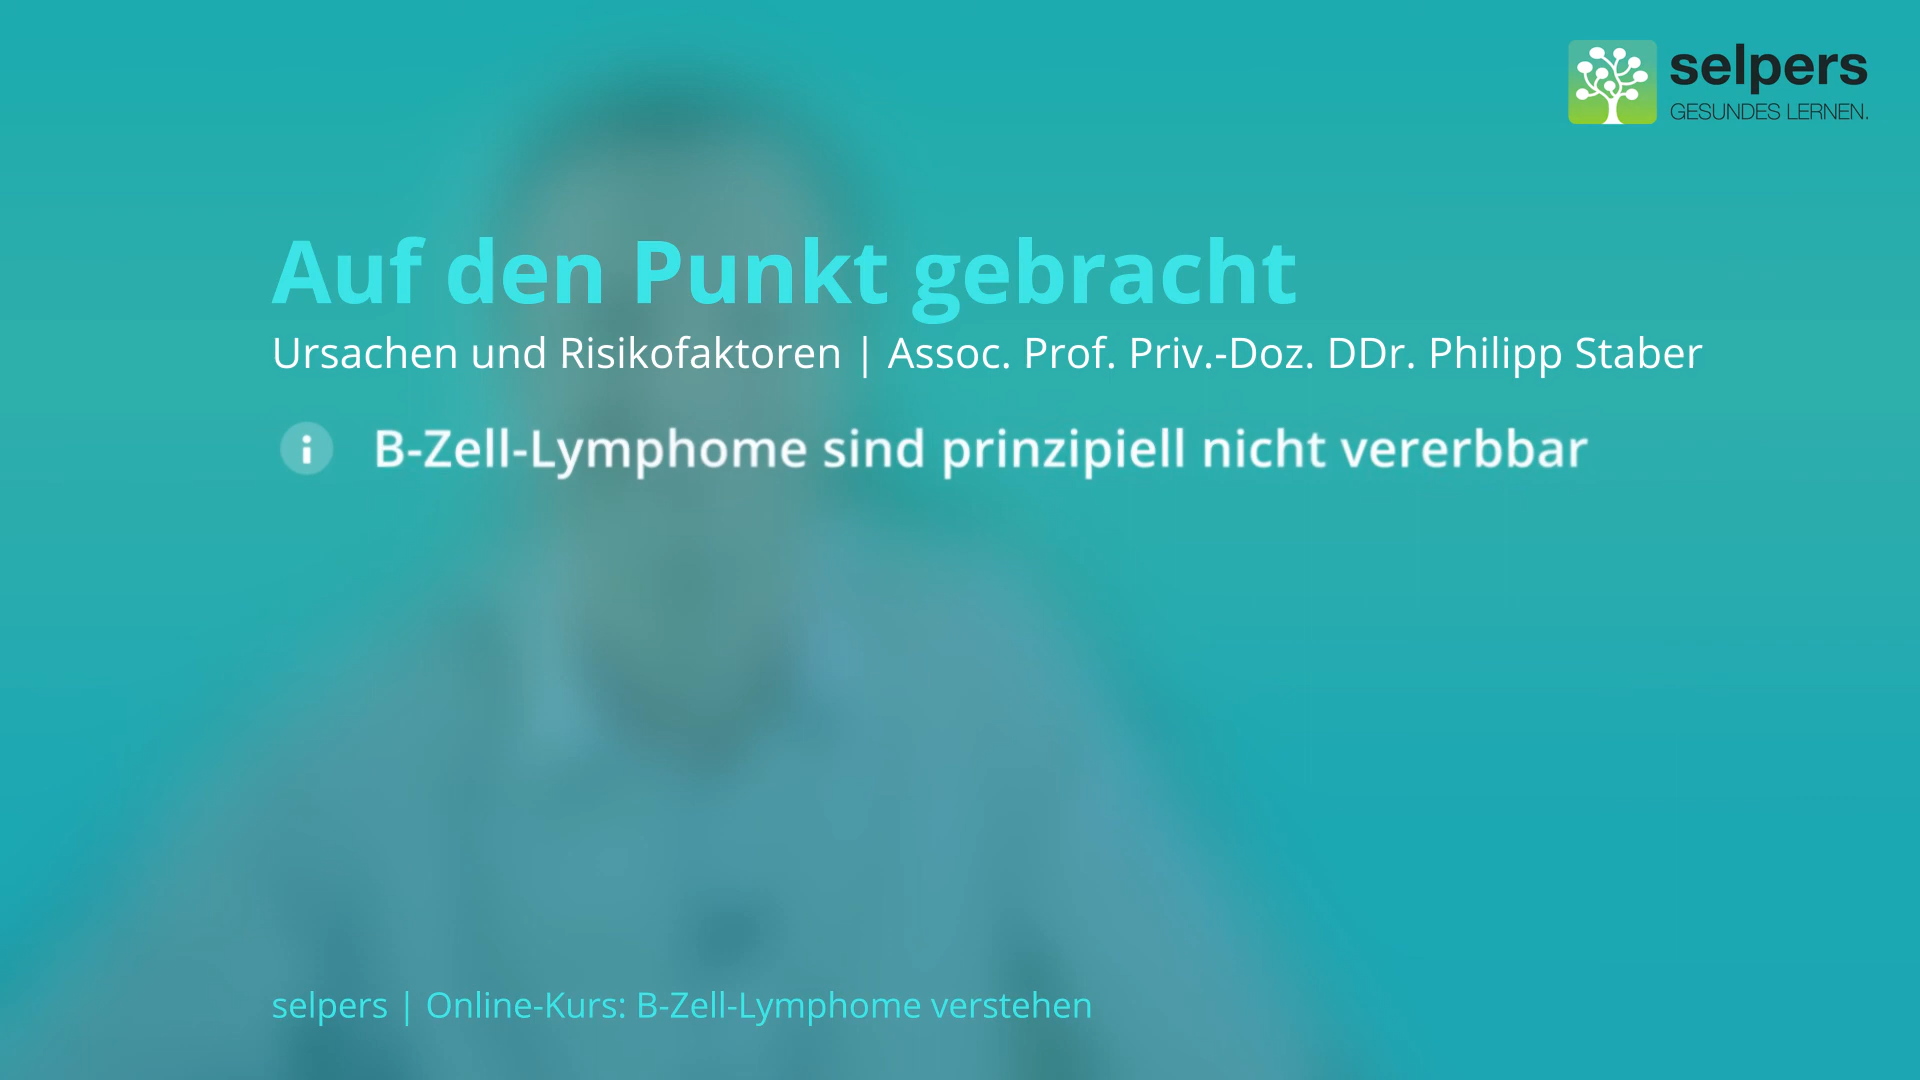 selpers
GESUNDES LERNEN.
Auf den Punkt gebracht
Ursachen und Risikofaktoren | Assoc. Prof. Priv.-Doz. DDr. Philipp Staber
i B-Zell-Lymphome sind prinzipiell nicht vererbbar
selpers | Online-Kurs: B-Zell-Lymphome verstehen